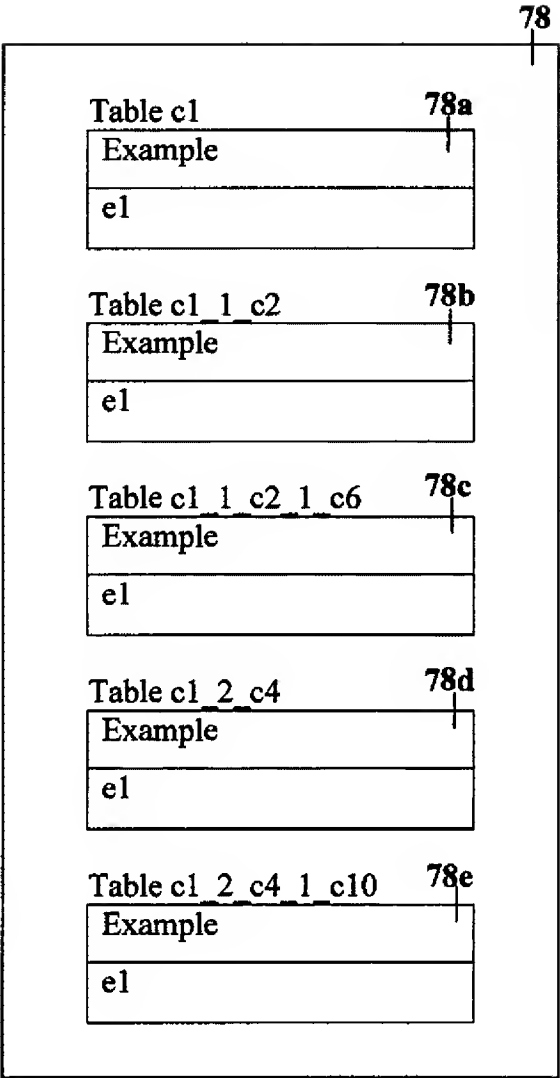 78
Table c1 78a
Example
e1
Table c1_1_c2 78b
Example
e1
Table c1_1_c2_1_c6 78c
Example
e1
Table c1_2_c4 78d
Example
e1
Table c1_2_c4_1_c10 78e
Example
e1